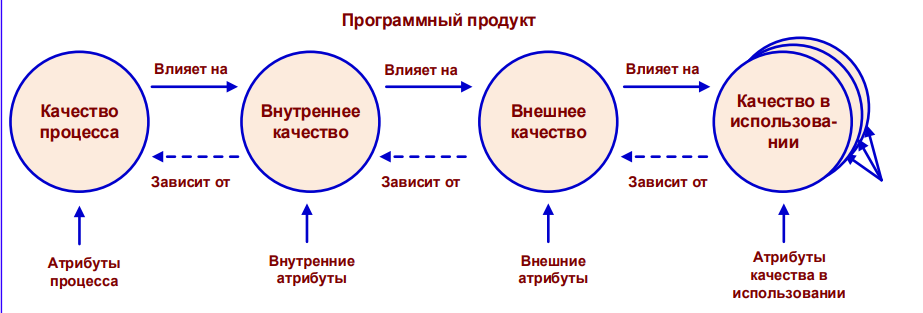 Программный продукт
Влияет на
Влияет на
Влияет на
Качество
процесса
Внутреннее
качество
Внешнее
качество
Качество в
использова-
нии
Зависит от
Зависит от
Зависит от
Атрибуты
процесса
Внутренние
атрибуты
Внешние
атрибуты
Атрибуты
качества в
использовании